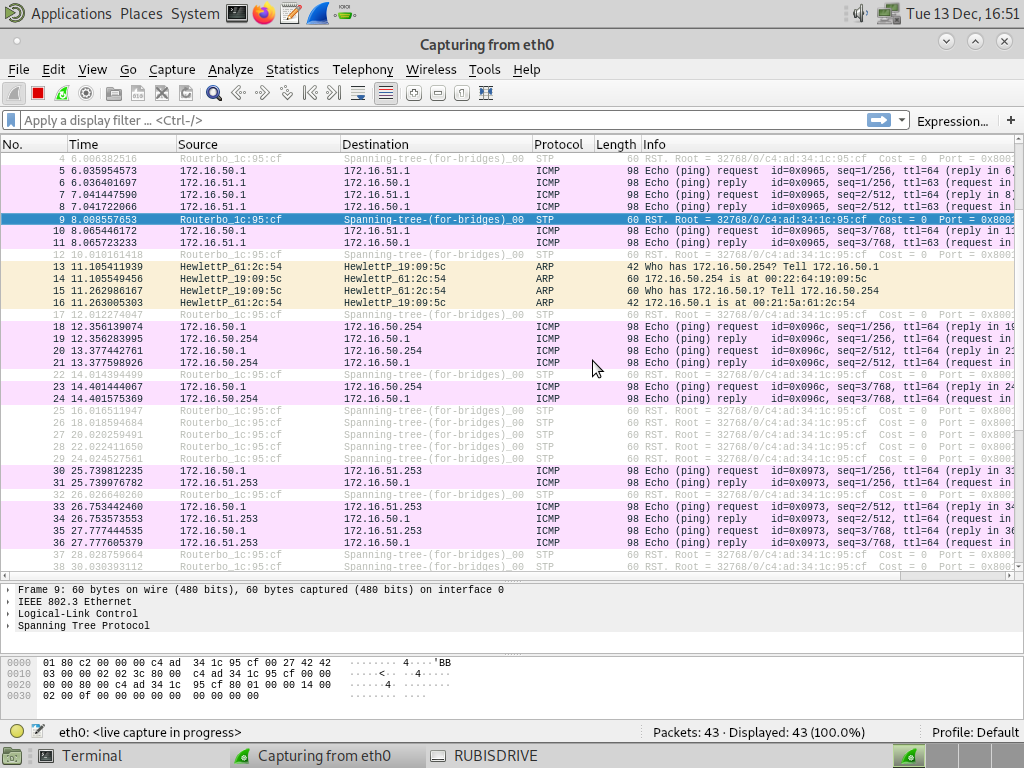 Applications Places System Tue 13 Dec, 16:51
Capturing from eth0
File Edit View Go Capture Analyze Statistics Telephony Wireless Tools Help
Apply a display filter … <Ctrl-/> Expression… +
No. Time Source Destination Protocol Length Info
4 6.006382516 Routerbo_1c:95:cf Spanning-tree-(for-bridges)_00 STP 60 RST. Root = 32768/0/c4:ad:34:1c:95:cf Cost = 0 Port = 0x8001
5 6.035954573 172.16.50.1 172.16.51.1 ICMP 98 Echo (ping) request id=0x0965, seq=1/256, ttl=64 (reply in 6)
6 6.036401697 172.16.51.1 172.16.50.1 ICMP 98 Echo (ping) reply id=0x0965, seq=1/256, ttl=63 (request in
7 7.041447590 172.16.50.1 172.16.51.1 ICMP 98 Echo (ping) request id=0x0965, seq=2/512, ttl=64 (reply in 8)
8 7.041722066 172.16.51.1 172.16.50.1 ICMP 98 Echo (ping) reply id=0x0965, seq=2/512, ttl=63 (request in
9 8.008557653 Routerbo_1c:95:cf Spanning-tree-(for-bridges)_00 STP 60 RST. Root = 32768/0/c4:ad:34:1c:95:cf Cost = 0 Port = 0x8001
10 8.065446172 172.16.50.1 172.16.51.1 ICMP 98 Echo (ping) request id=0x0965, seq=3/768, ttl=64 (reply in 11
11 8.065723233 172.16.51.1 172.16.50.1 ICMP 98 Echo (ping) reply id=0x0965, seq=3/768, ttl=63 (request in
12 10.010161418 Routerbo_1c:95:cf Spanning-tree-(for-bridges)_00 STP 60 RST. Root = 32768/0/c4:ad:34:1c:95:cf Cost = 0 Port = 0x8001
13 11.105411939 HewlettP_61:2c:54 HewlettP_19:09:5c ARP 42 Who has 172.16.50.254? Tell 172.16.50.1
14 11.105549456 HewlettP_19:09:5c HewlettP_61:2c:54 ARP 60 172.16.50.254 is at 00:22:64:19:09:5c
15 11.262986167 HewlettP_19:09:5c HewlettP_61:2c:54 ARP 60 Who has 172.16.50.1? Tell 172.16.50.254
16 11.263005303 HewlettP_61:2c:54 HewlettP_19:09:5c ARP 42 172.16.50.1 is at 00:21:5a:61:2c:54
17 12.012274047 Routerbo_1c:95:cf Spanning-tree-(for-bridges)_00 STP 60 RST. Root = 32768/0/c4:ad:34:1c:95:cf Cost = 0 Port = 0x8001
18 12.356139074 172.16.50.1 172.16.50.254 ICMP 98 Echo (ping) request id=0x096c, seq=1/256, ttl=64 (reply in 19
19 12.356283995 172.16.50.254 172.16.50.1 ICMP 98 Echo (ping) reply id=0x096c, seq=1/256, ttl=64 (request in
20 13.377442761 172.16.50.1 172.16.50.254 ICMP 98 Echo (ping) request id=0x096c, seq=2/512, ttl=64 (reply in 21
21 13.377598926 172.16.50.254 172.16.50.1 ICMP 98 Echo (ping) reply id=0x096c, seq=2/512, ttl=64 (request in
22 14.014394499 Routerbo_1c:95:cf Spanning-tree-(for-bridges)_00 STP 60 RST. Root = 32768/0/c4:ad:34:1c:95:cf Cost = 0 Port = 0x8001
23 14.401444067 172.16.50.1 172.16.50.254 ICMP 98 Echo (ping) request id=0x096c, seq=3/768, ttl=64 (reply in 24
24 14.401575369 172.16.50.254 172.16.50.1 ICMP 98 Echo (ping) reply id=0x096c, seq=3/768, ttl=64 (request in
25 16.016511947 Routerbo_1c:95:cf Spanning-tree-(for-bridges)_00 STP 60 RST. Root = 32768/0/c4:ad:34:1c:95:cf Cost = 0 Port = 0x8001
26 18.018594684 Routerbo_1c:95:cf Spanning-tree-(for-bridges)_00 STP 60 RST. Root = 32768/0/c4:ad:34:1c:95:cf Cost = 0 Port = 0x8001
27 20.020259491 Routerbo_1c:95:cf Spanning-tree-(for-bridges)_00 STP 60 RST. Root = 32768/0/c4:ad:34:1c:95:cf Cost = 0 Port = 0x8001
28 22.022411650 Routerbo_1c:95:cf Spanning-tree-(for-bridges)_00 STP 60 RST. Root = 32768/0/c4:ad:34:1c:95:cf Cost = 0 Port = 0x8001
29 24.024527561 Routerbo_1c:95:cf Spanning-tree-(for-bridges)_00 STP 60 RST. Root = 32768/0/c4:ad:34:1c:95:cf Cost = 0 Port = 0x8001
30 25.739812235 172.16.50.1 172.16.51.253 ICMP 98 Echo (ping) request id=0x0973, seq=1/256, ttl=64 (reply in 31
31 25.739976782 172.16.51.253 172.16.50.1 ICMP 98 Echo (ping) reply id=0x0973, seq=1/256, ttl=64 (request in
32 26.026640260 Routerbo_1c:95:cf Spanning-tree-(for-bridges)_00 STP 60 RST. Root = 32768/0/c4:ad:34:1c:95:cf Cost = 0 Port = 0x8001
33 26.753442460 172.16.50.1 172.16.51.253 ICMP 98 Echo (ping) request id=0x0973, seq=2/512, ttl=64 (reply in 34
34 26.753573553 172.16.51.253 172.16.50.1 ICMP 98 Echo (ping) reply id=0x0973, seq=2/512, ttl=64 (request in
35 27.777444535 172.16.50.1 172.16.51.253 ICMP 98 Echo (ping) request id=0x0973, seq=3/768, ttl=64 (reply in 36
36 27.777605379 172.16.51.253 172.16.50.1 ICMP 98 Echo (ping) reply id=0x0973, seq=3/768, ttl=64 (request in
37 28.028759664 Routerbo_1c:95:cf Spanning-tree-(for-bridges)_00 STP 60 RST. Root = 32768/0/c4:ad:34:1c:95:cf Cost = 0 Port = 0x8001
38 30.030393112 Routerbo_1c:95:cf Spanning-tree-(for-bridges)_00 STP 60 RST. Root = 32768/0/c4:ad:34:1c:95:cf Cost = 0 Port = 0x8001
Frame 9: 60 bytes on wire (480 bits), 60 bytes captured (480 bits) on interface 0
IEEE 802.3 Ethernet
Logical-Link Control
Spanning Tree Protocol
0000 01 80 c2 00 00 00 c4 ad 34 1c 95 cf 00 27 42 42 ········ 4····'BB
0010 03 00 00 02 02 3c 80 00 c4 ad 34 1c 95 cf 00 00 ·····<·· ··4·····
0020 00 00 80 00 c4 ad 34 1c 95 cf 80 01 00 00 14 00 ······4· ········
0030 02 00 0f 00 00 00 00 00 00 00 00 00 ········ ····
eth0: <live capture in progress> Packets: 43 · Displayed: 43 (100.0%) Profile: Default
Terminal Capturing from eth0 RUBISDRIVE